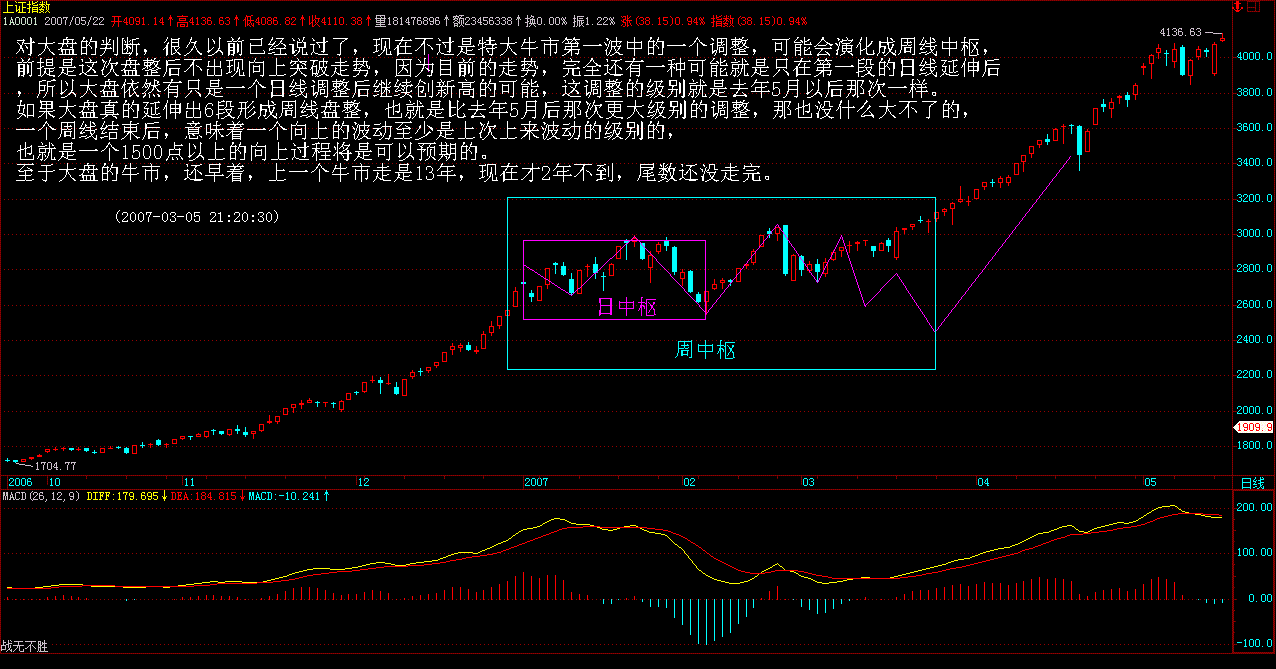 上证指数
1A0001 2007/05/22 开4091.14↑高4136.63↑低4088.82↑收4110.38↑量181476896↑额23456338↑换0.00% 振1.22% 涨(38.15)0.94% 指数(38.15)0.94%
对大盘的判断，很久以前已经说过了，现在不过是特大牛市第一波中的一个调整，可能会演化成周线中枢，
前提是这次盘整后不出现向上突破走势，因为目前的走势，完全还有一种可能就是只在第一段的日线延伸后
，所以大盘依然有只是一个日线调整后继续创新高的可能，这调整的级别就是去年5月以后那次一样。
如果大盘真的延伸出6段形成周线盘整，也就是比去年5月后那次更大级别的调整，那也没什么大不了的，
一个周线结束后，意味着一个向上的波动至少是上次上来波动的级别的，
也就是一个1500点以上的向上过程将是可以预期的。
至于大盘的牛市，还早着，上一个牛市走是13年，现在才2年不到，尾数还没走完。
(2007-03-05 21:20:30)
4136.63
4000.0
3800.0
3600.0
3400.0
3200.0
3000.0
2800.0
日中枢
2600.0
周中枢
2400.0
2200.0
2000.0
1909.9
1800.0
1704.77
2006 10 11 12 2007 02 03 04 05 日线
MACD(26,12,9) DIFF:179.695↓DEA:184.815↓MACD:-10.241↑
200.00
100.00
0.00
-100.0
战无不胜